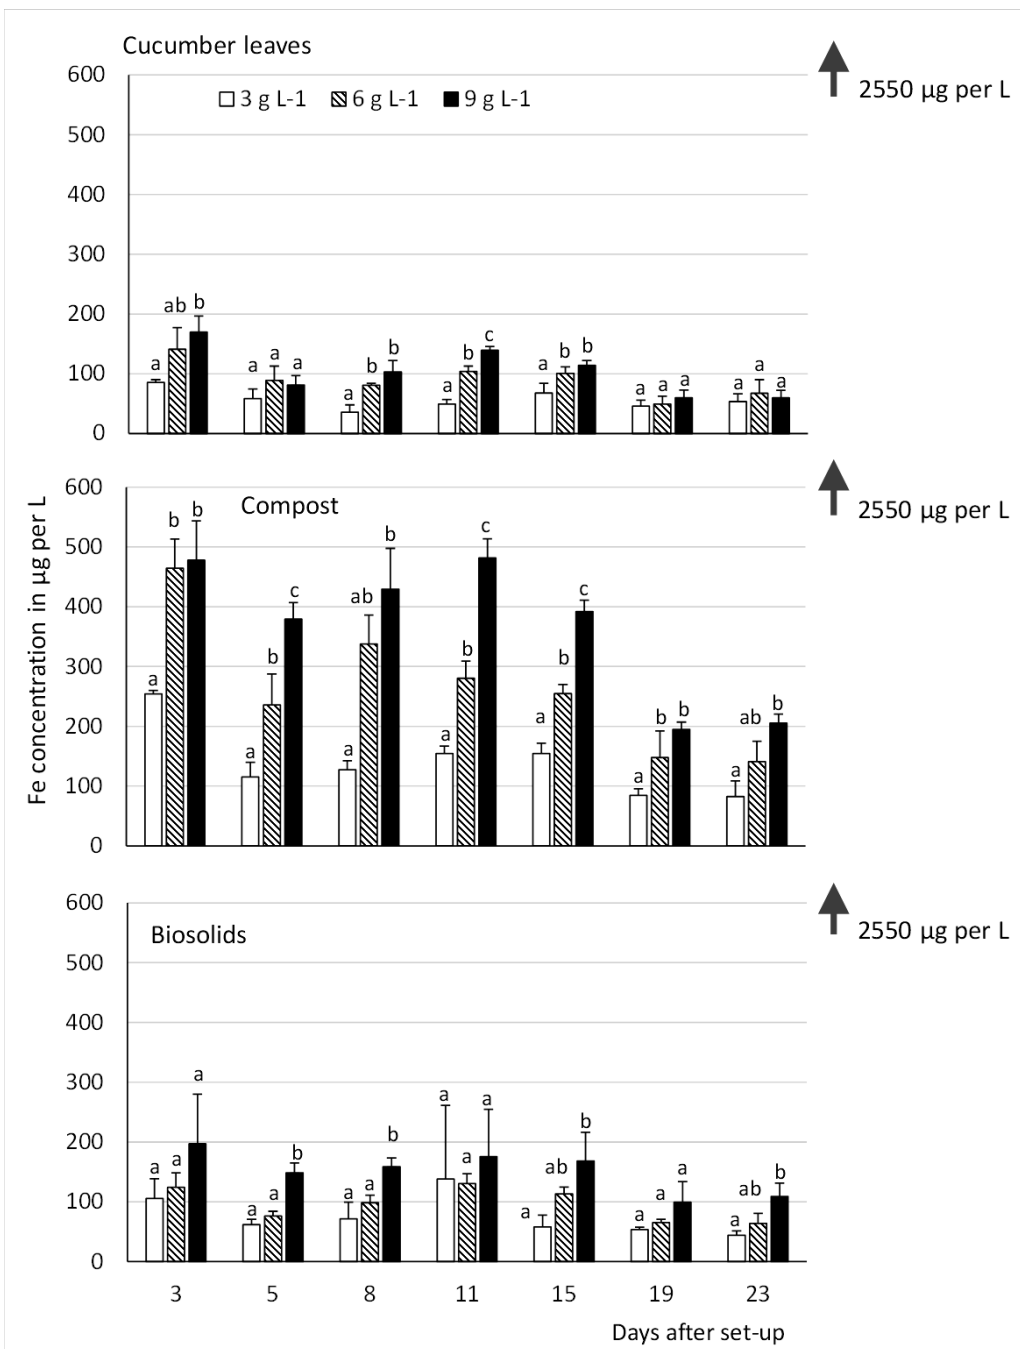 Cucumber leaves
2550 µg per L
600
3 g L-1 6 g L-1 9 g L-1
500
400
300
200
ab b
a
100
a a a
a b b
a b c
a b b
a a a
a a a
0
Fe concentration in µg per L
Compost
2550 µg per L
600
500
400
300
200
100
0
a b b
a b c
a ab b
a b c
a b c
a b b
a ab b
Biosolids
2550 µg per L
600
500
400
300
200
100
0
a a a
a a b
a a b
a a a
a ab b
a a a
a ab b
3 5 8 11 15 19 23
Days after set-up